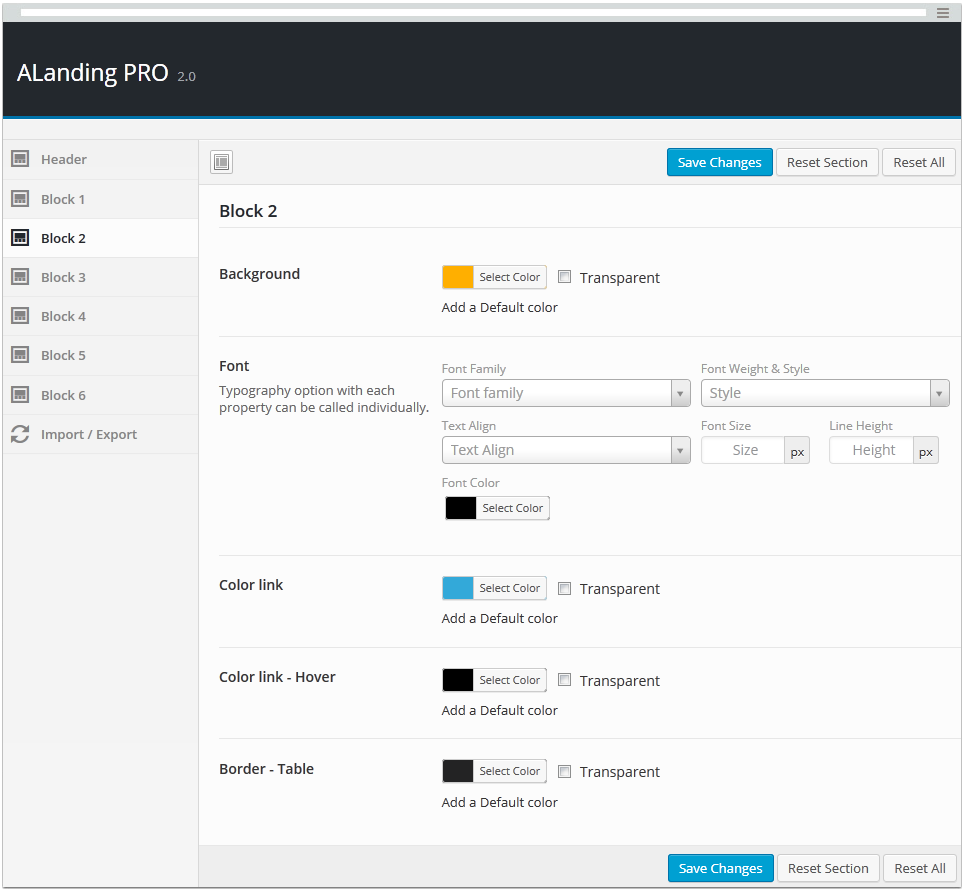 ALanding PRO 2.0
Header
Block 1
Block 2
Block 3
Block 4
Block 5
Block 6
Import / Export
Save Changes Reset Section Reset All
Block 2
Background
Select Color Transparent
Add a Default color
Font
Typography option with each
property can be called individually.
Font Family Font Weight & Style
Font family Style
Text Align Font Size Line Height
Text Align Size px Height px
Font Color
Select Color
Color link
Select Color Transparent
Add a Default color
Color link - Hover
Select Color Transparent
Add a Default color
Border - Table
Select Color Transparent
Add a Default color
Save Changes Reset Section Reset All